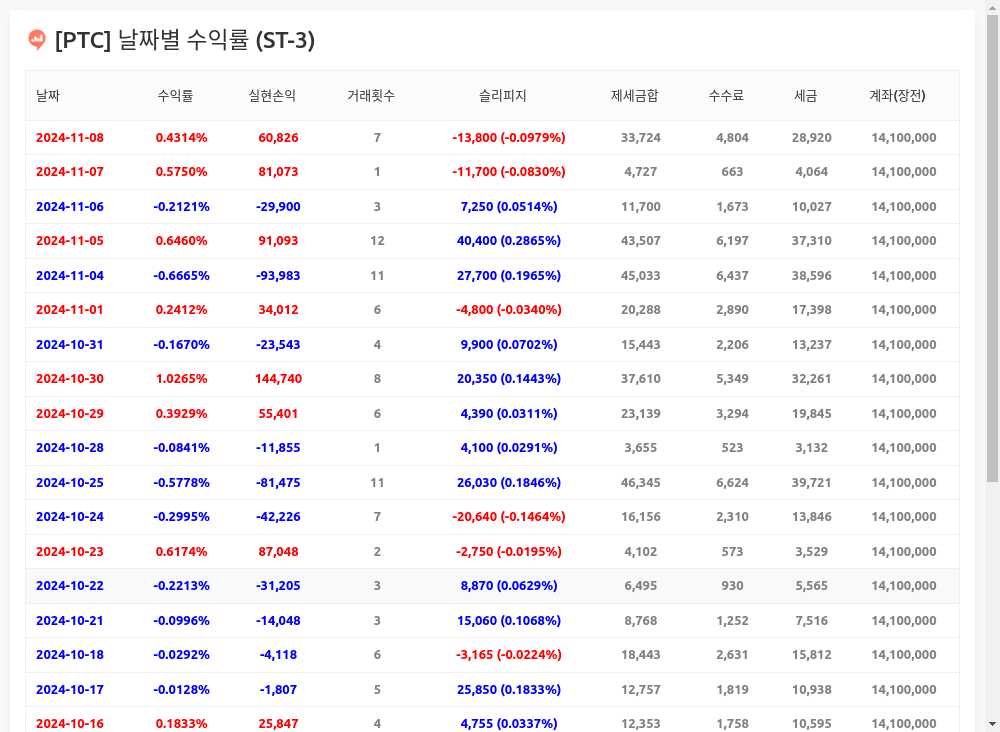 [PTC] 날짜별 수익률 (ST-3)
날짜 수익률 실현손익 거래횟수 슬리피지 제세금합 수수료 세금 계좌(장전)
2024-11-08 0.4314% 60,826 7 -13,800 (-0.0979%) 33,724 4,804 28,920 14,100,000
2024-11-07 0.5750% 81,073 1 -11,700 (-0.0830%) 4,727 663 4,064 14,100,000
2024-11-06 -0.2121% -29,900 3 7,250 (0.0514%) 11,700 1,673 10,027 14,100,000
2024-11-05 0.6460% 91,093 12 40,400 (0.2865%) 43,507 6,197 37,310 14,100,000
2024-11-04 -0.6665% -93,983 11 27,700 (0.1965%) 45,033 6,437 38,596 14,100,000
2024-11-01 0.2412% 34,012 6 -4,800 (-0.0340%) 20,288 2,890 17,398 14,100,000
2024-10-31 -0.1670% -23,543 4 9,900 (0.0702%) 15,443 2,206 13,237 14,100,000
2024-10-30 1.0265% 144,740 8 20,350 (0.1443%) 37,610 5,349 32,261 14,100,000
2024-10-29 0.3929% 55,401 6 4,390 (0.0311%) 23,139 3,294 19,845 14,100,000
2024-10-28 -0.0841% -11,855 1 4,100 (0.0291%) 3,655 523 3,132 14,100,000
2024-10-25 -0.5778% -81,475 11 26,030 (0.1846%) 46,345 6,624 39,721 14,100,000
2024-10-24 -0.2995% -42,226 7 -20,640 (-0.1464%) 16,156 2,310 13,846 14,100,000
2024-10-23 0.6174% 87,048 2 -2,750 (-0.0195%) 4,102 573 3,529 14,100,000
2024-10-22 -0.2213% -31,205 3 8,870 (0.0629%) 6,495 930 5,565 14,100,000
2024-10-21 -0.0996% -14,048 3 15,060 (0.1068%) 8,768 1,252 7,516 14,100,000
2024-10-18 -0.0292% -4,118 6 -3,165 (-0.0224%) 18,443 2,631 15,812 14,100,000
2024-10-17 -0.0128% -1,807 5 25,850 (0.1833%) 12,757 1,819 10,938 14,100,000
2024-10-16 0.1833% 25,847 4 4,755 (0.0337%) 12,353 1,758 10,595 14,100,000